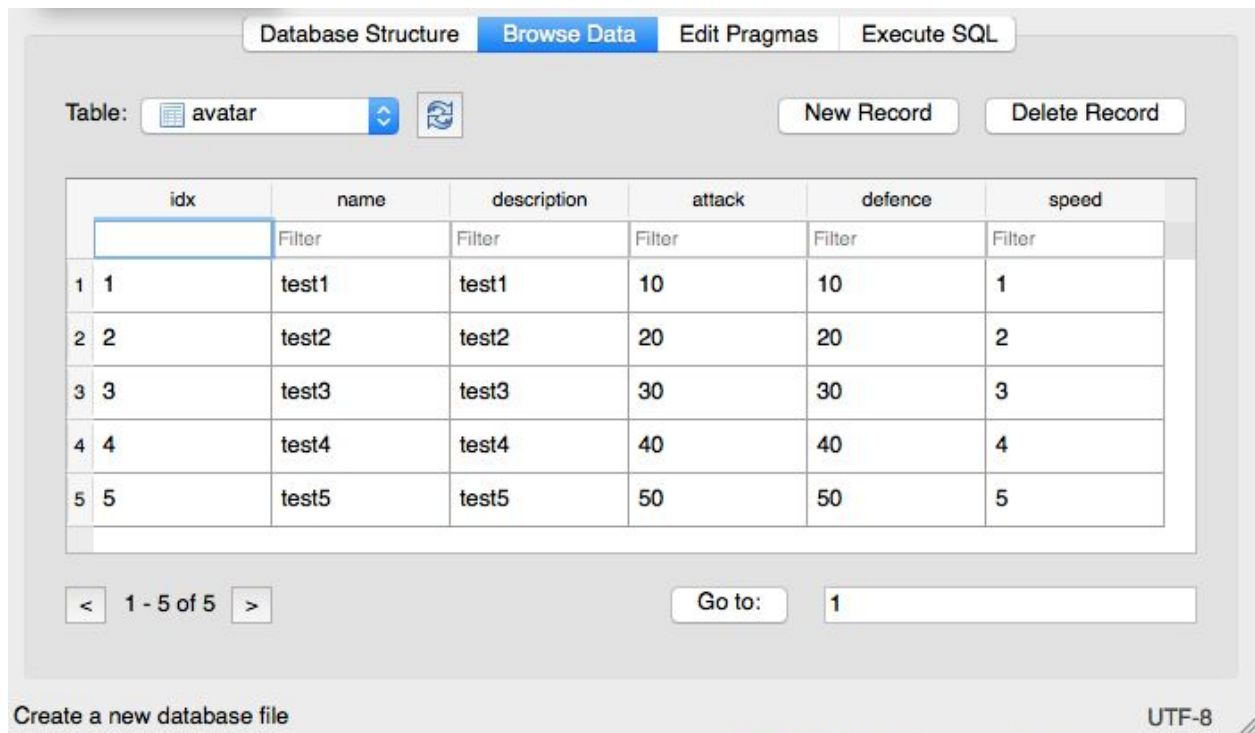 Database Structure Browse Data Edit Pragmas Execute SQL
Table: avatar New Record Delete Record
idx name description attack defence speed
Filter Filter Filter Filter Filter
1 1 test1 test1 10 10 1
2 2 test2 test2 20 20 2
3 3 test3 test3 30 30 3
4 4 test4 test4 40 40 4
5 5 test5 test5 50 50 5
< 1 - 5 of 5 > Go to: 1
Create a new database file UTF-8